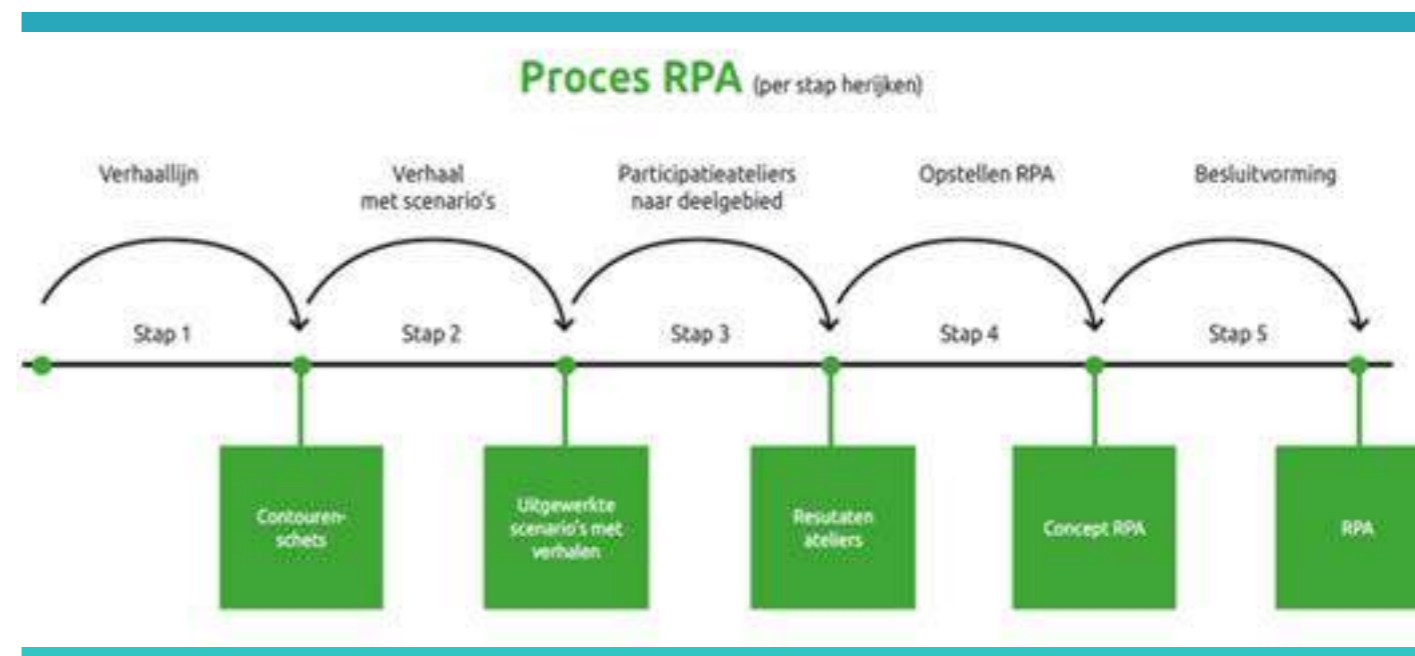 Proces RPA (per stap herijken)
Verhaallijn
Verhaal
met scenario's
Participatieateliers
naar deelgebied
Opstellen RPA
Besluitvorming
Stap 1
Stap 2
Stap 3
Stap 4
Stap 5
Contouren-
schets
Uitgewerkte
scenario's met
verhalen
Resutaten
ateliers
Concept RPA
RPA